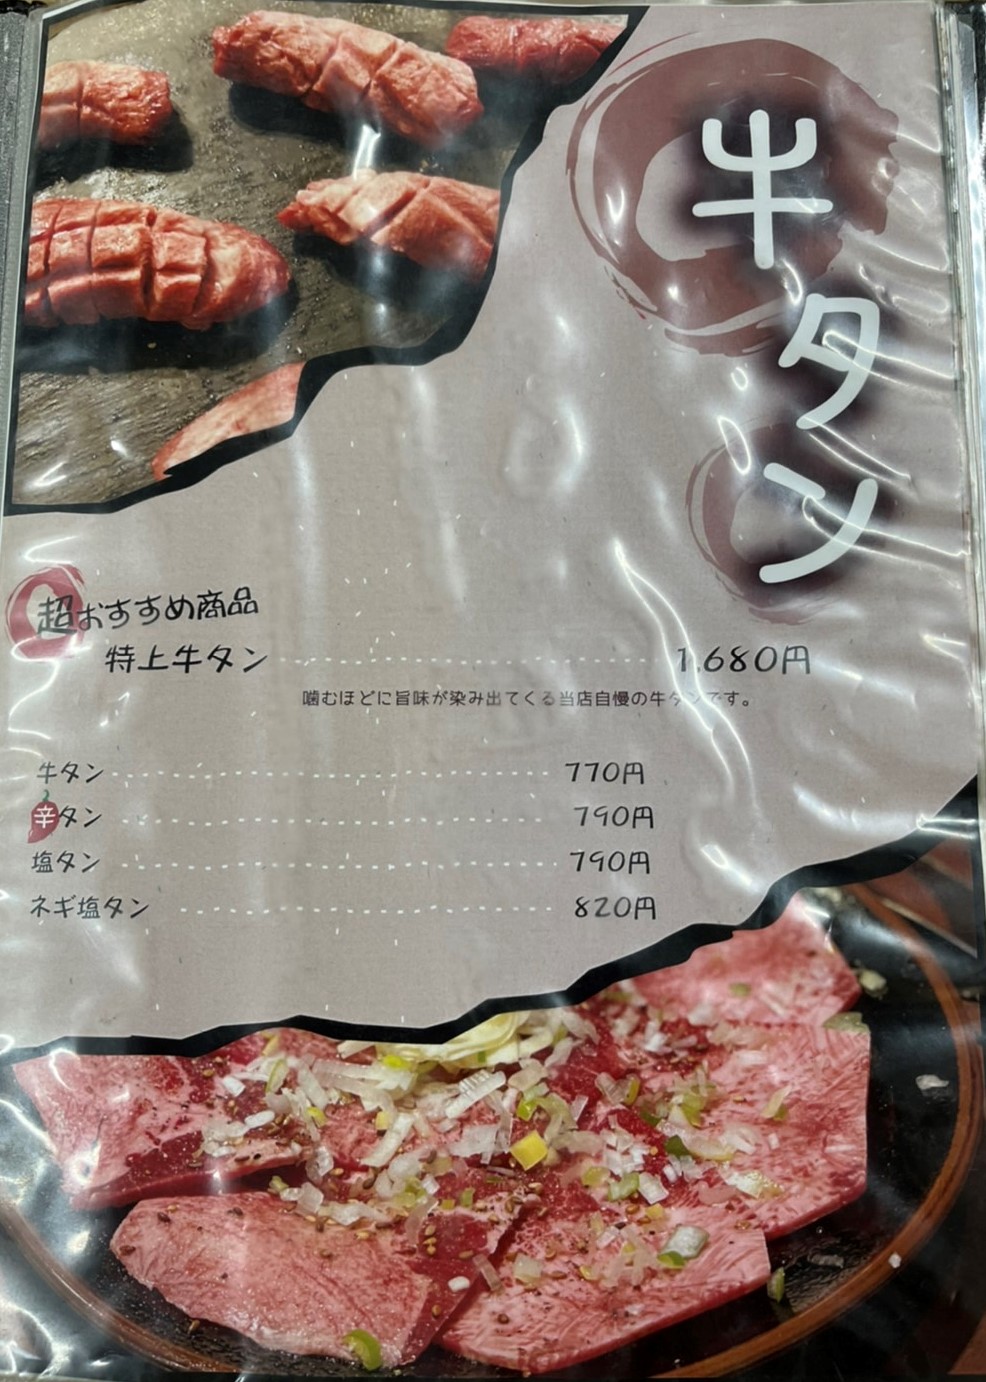 牛タン
超おすすめ商品
特上牛タン 1,680円
噛むほどに旨味が染み出てくる当店自慢の牛タンです。
牛タン 770円
辛タン 790円
塩タン 790円
ネギ塩タン 820円